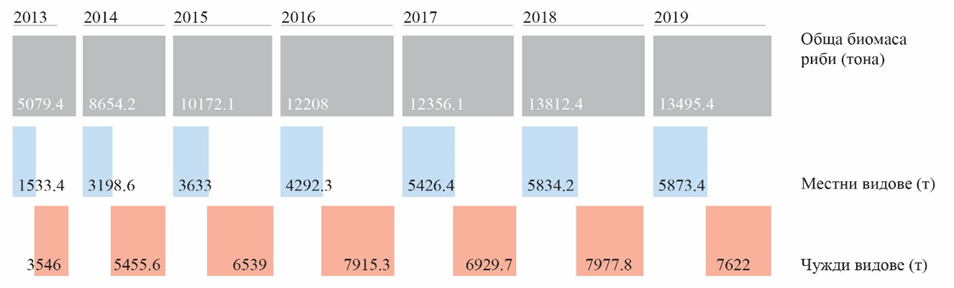 2013 2014 2015 2016 2017 2018 2019
Обща биомаса
риби (тона)
5079.4 8654.2 10172.1 12208 12356.1 13812.4 13495.4
1533.4 3198.6 3633 4292.3 5426.4 5834.2 5873.4 Местни видове (т)
3546 5455.6 6539 7915.3 6929.7 7977.8 7622 Чужди видове (т)